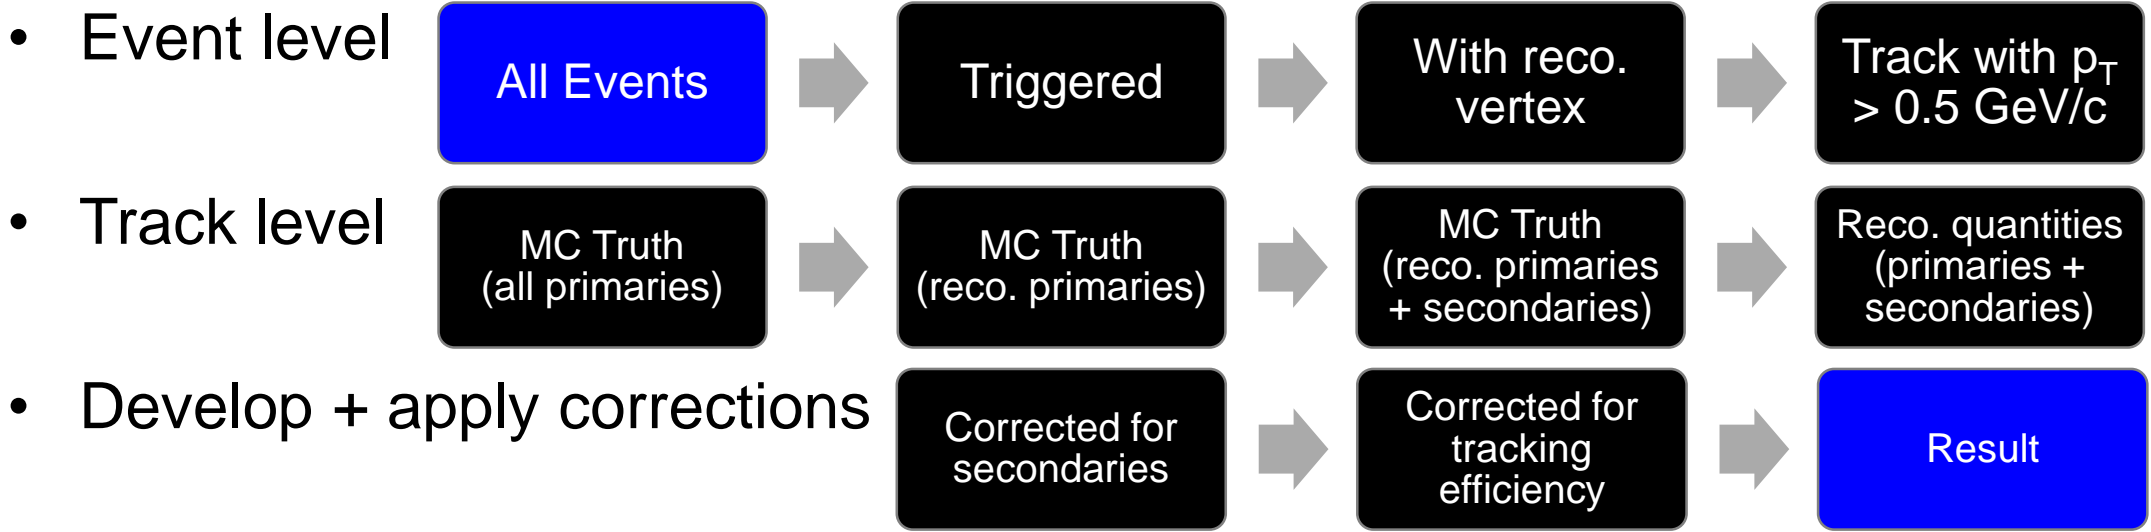 • Event level
All Events
Triggered
With reco.
vertex
Track with pT
> 0.5 GeV/c
• Track level
MC Truth
(all primaries)
MC Truth
(reco. primaries)
MC Truth
(reco. primaries
+ secondaries)
Reco. quantities
(primaries +
secondaries)
• Develop + apply corrections
Corrected for
secondaries
Corrected for
tracking
efficiency
Result